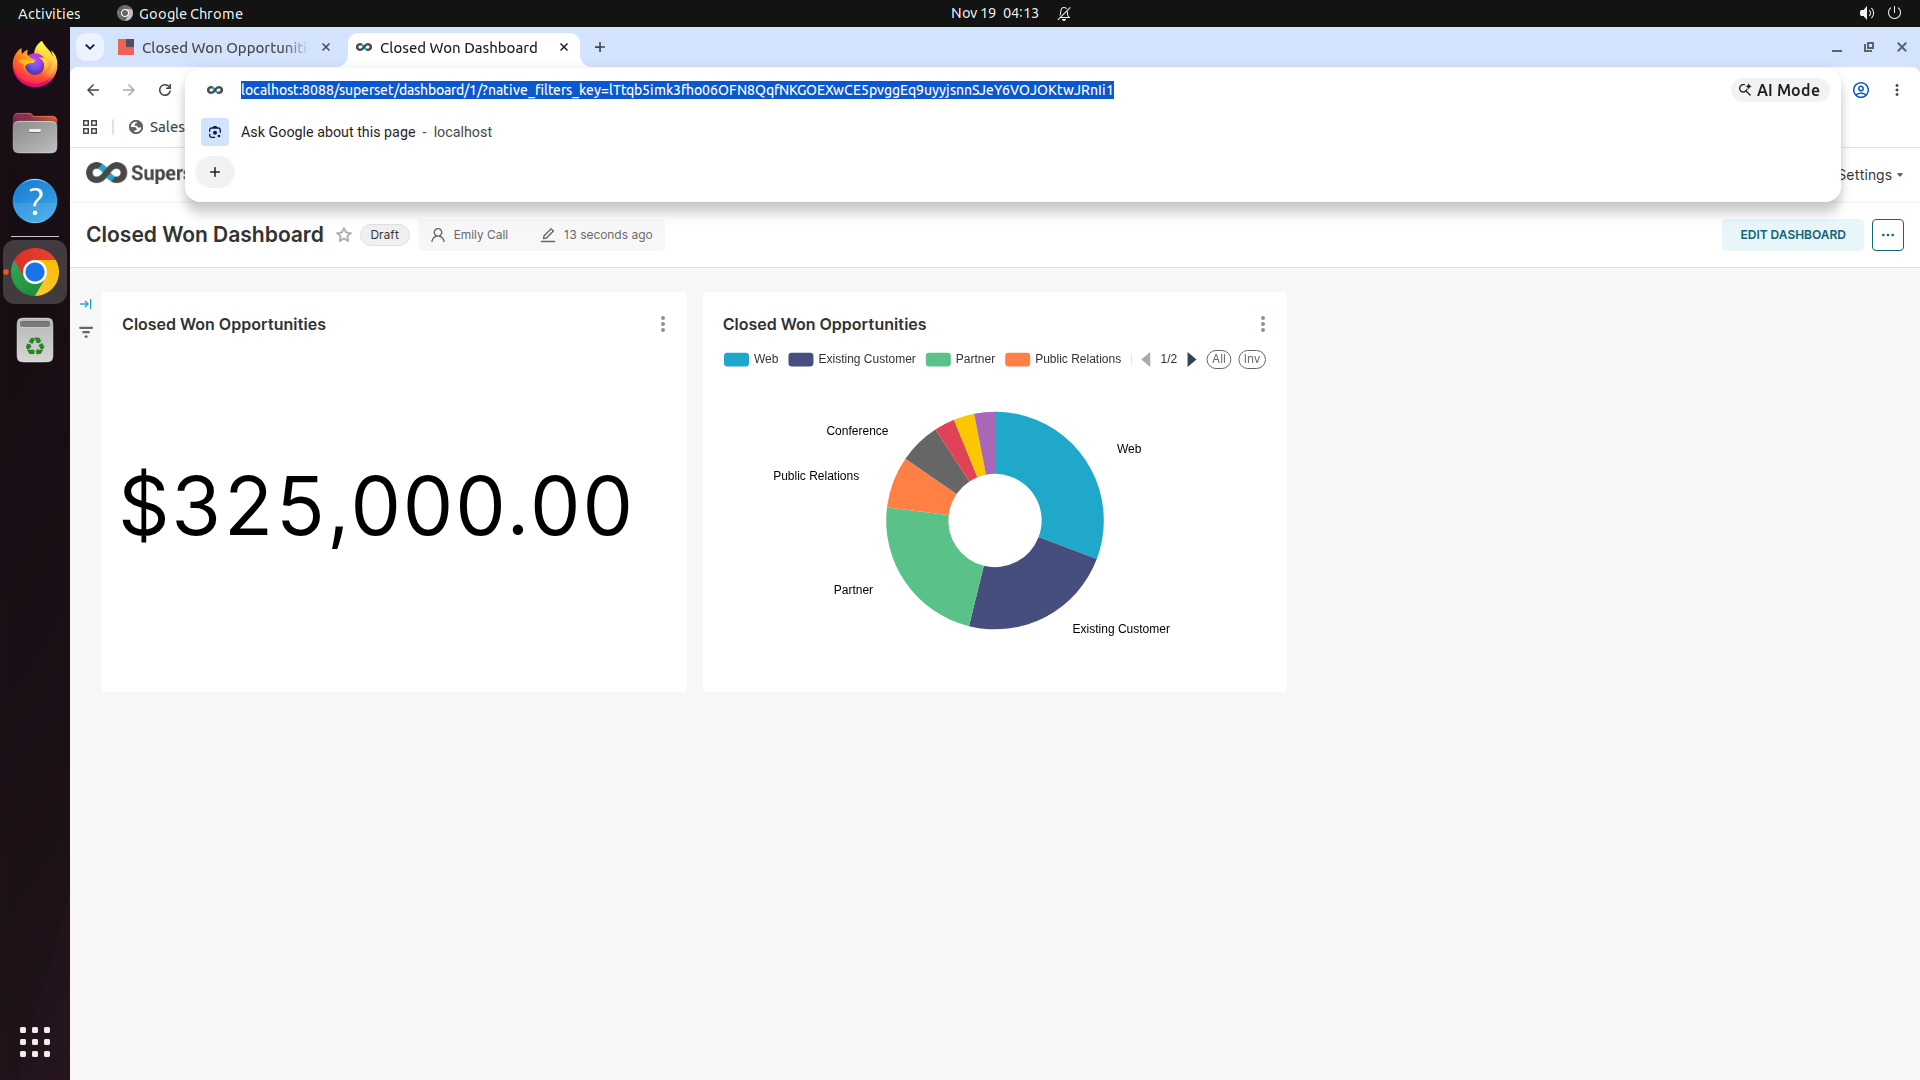 Activities
Google Chrome
Nov 19 04:13
Closed Won Opportuniti
Closed Won Dashboard
localhost:8088/superset/dashboard/1/?native_filters_key=lTtqb5imk3fho06OFN8QqfNKGOEXwCE5pvggEq9uyyjsnnSJeY6VOJOKtwJRnIi1
AI Mode
Sales
Ask Google about this page - localhost
Supers
Settings
Closed Won Dashboard
Draft
Emily Call
13 seconds ago
EDIT DASHBOARD
Closed Won Opportunities
$325,000.00
Closed Won Opportunities
Web
Existing Customer
Partner
Public Relations
1/2
All
Inv
Conference
Web
Public Relations
Partner
Existing Customer